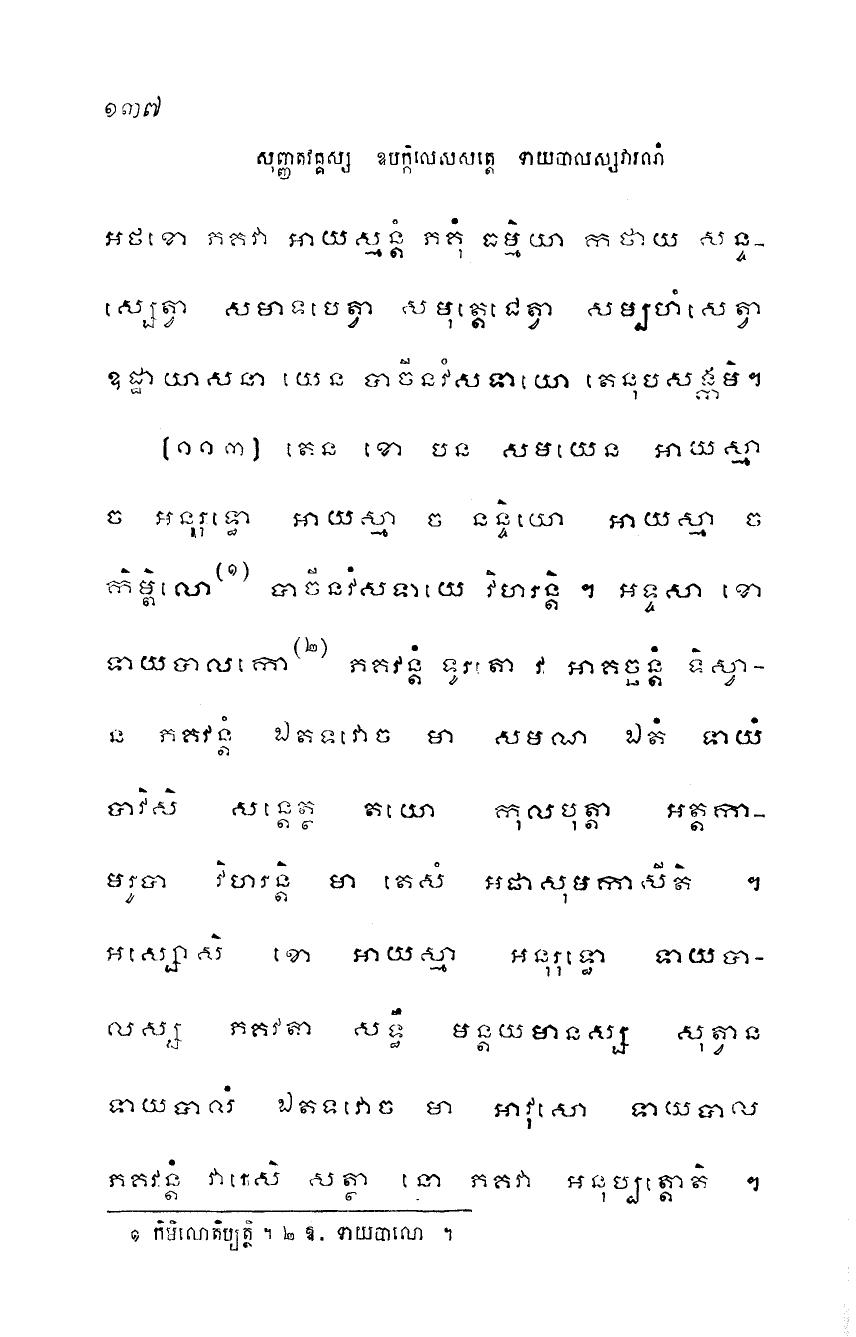 ១៣៧
សុញ្ញតវគ្គស្ស ឧបក្កិលេសសុត្តេ ទាយបាលស្សវារណំ
អថខោ ភគវា អាយស្មន្តំ ភគុំ ធម្មិយា កថាយ សន្ទ-
ស្សេត្វា សមាទបេត្វា សមុត្តេជេត្វា សម្បហំសេត្វា
ឧដ្ឋាយាសនា យេន បាចីនវំសទាយោ តេនុបសង្កមិ។
[១១៣] តេន ខោ បន សមយេន អាយស្មា
ច អនុរុទ្ធោ អាយស្មា ច នន្ទិយោ អាយស្មា ច
កិម្ពិលោ(១) បាចីនវំសទាយេ វិហរន្តិ ។ អទ្ទសា ខោ
ទាយបាលកោ(២) ភគវន្តំ ទូរតោ វ អាគច្ឆន្តំ ទិស្វា-
ន ភគវន្តំ ឯតទវោច មា សមណ ឯតំ ទាយំ
បាវិសិ សន្តេត្ថ តយោ កុលបុត្តា អត្តកា-
មរូបា វិហរន្តិ មា តេសំ អផាសុមកាសីតិ ។
អស្សោសិ ខោ អាយស្មា អនុរុទ្ធោ ទាយបា-
លស្ស ភគវតា សទ្ធឹ មន្តយមានស្ស សុត្វាន
ទាយបាលំ ឯតទវោច មា អាវុសោ ទាយបាល
ភគវន្តំ វារេសិ សត្ថា នោ ភគវា អនុប្បត្តោតិ ។
១ កិមិលោតិប្បត្ថិ ។ ២ ឱ. ទាយបាលោ ។